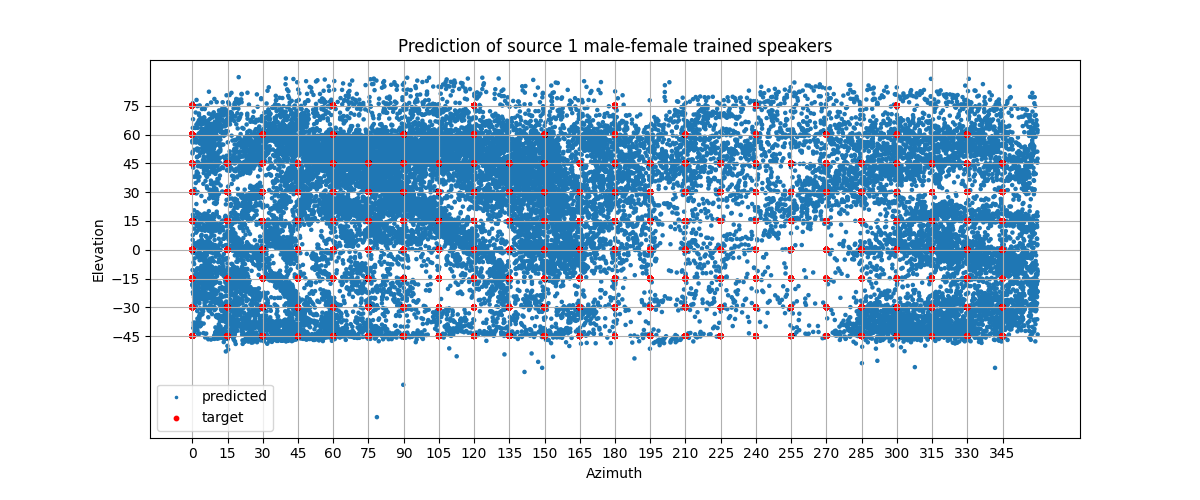 Prediction of source 1 male-female trained speakers
75
60
45
30
15
0
−15
−30
−45
Elevation
predicted
target
0 15 30 45 60 75 90 105 120 135 150 165 180 195 210 225 240 255 270 285 300 315 330 345
Azimuth